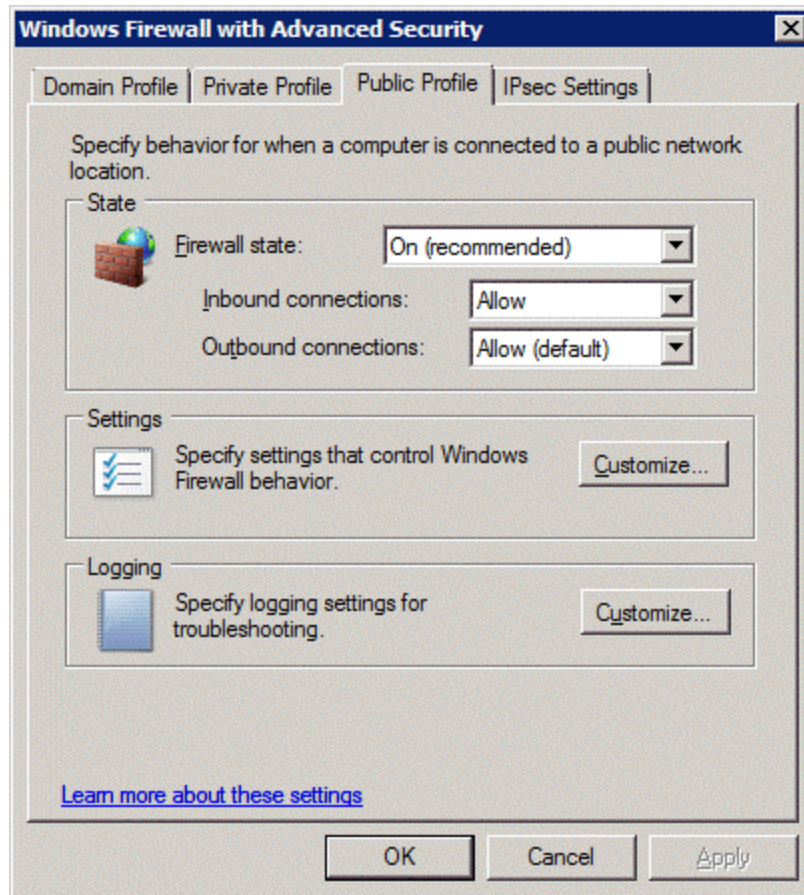 Windows Firewall with Advanced Security
Domain Profile
Private Profile
Public Profile
IPsec Settings
Specify behavior for when a computer is connected to a public network
location.
State
Firewall state:
On (recommended)
Inbound connections:
Allow
Outbound connections:
Allow (default)
Settings
Specify settings that control Windows
Firewall behavior.
Customize...
Logging
Specify logging settings for
troubleshooting.
Customize...
Learn more about these settings
OK
Cancel
Apply